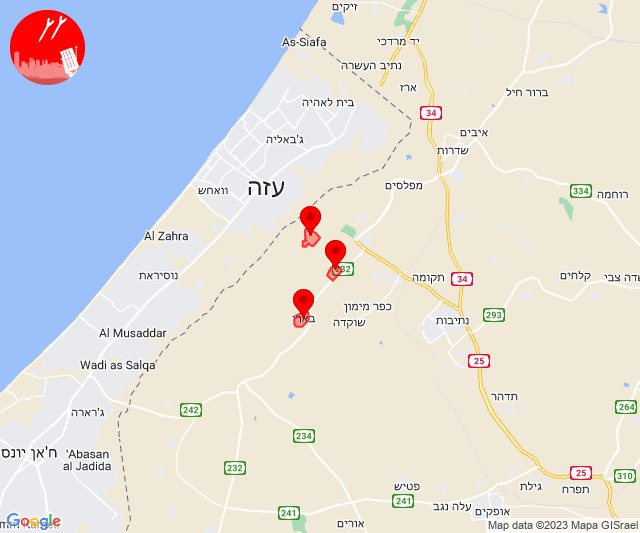 זיקים
As-Siafa
יד מרדכי
נתיב העשרה
ארז
ברור חיל
בית לאהיה
34
ג'באליה
איבים
שדרות
עזה
וואחש
מפלסים
334
רוחמה
Al Zahra
נוסיראת
232
תקומה
34
קלחים
שדה צבי
כפר מימון
שוקדה
נתיבות
293
בארי
Al Musaddar
Wadi as Salqa
25
תדהר
ג'רארה
242
264
234
ח'אן יונס
'Abasan
al Jadida
232
25
310
פטיש
גילת
תפרח
241
241
עלה נגב
אופקים
אורים
Google
Map data ©2023 Mapa GISrael